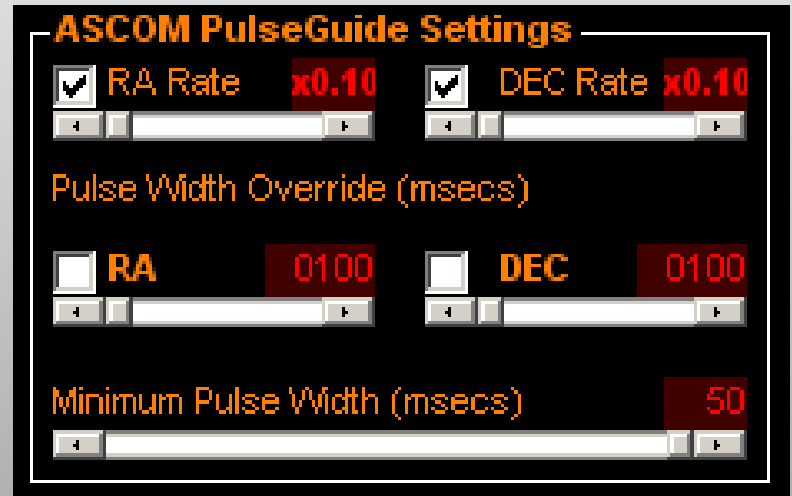 ASCOM PulseGuide Settings
RA Rate x0.10 DEC Rate x0.10
Pulse Width Override (msecs)
RA 0100 DEC 0100
Minimum Pulse Width (msecs) 50